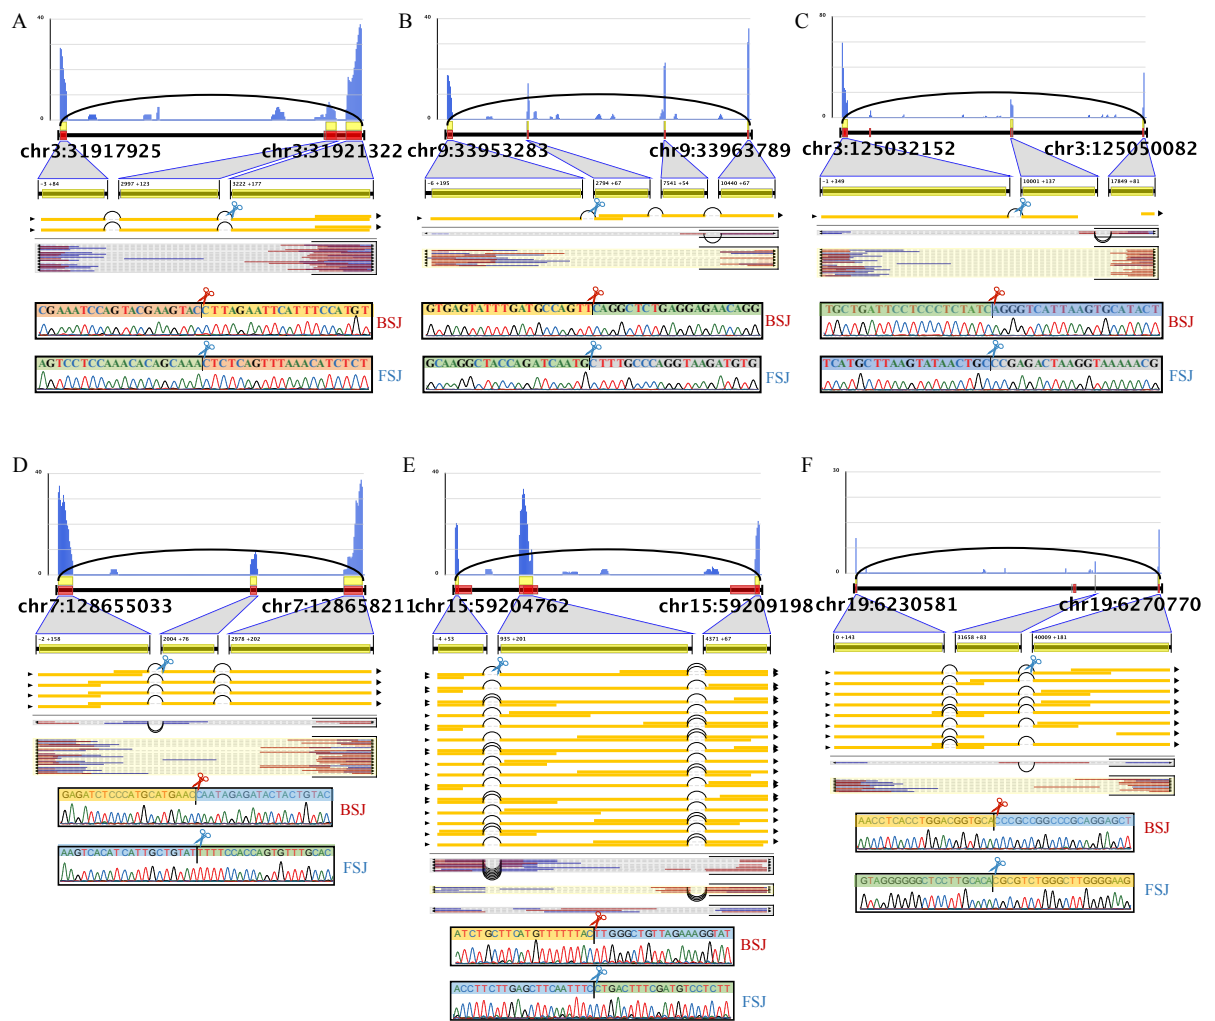 A
40
0
chr3:31917925
chr3:31921322
-3 +84
2997 +123
3222 +177
CGAAATCCAGTACGAAGTACCTTAGAATTCATTTCCATGT
BSJ
AGTCCTCCAAACACAGCAAACTCTCAGTTTAAACATCTCT
FSJ
B
40
0
chr9:33953283
chr9:33963789
-6 +195
2794 +67
7541 +54
10440 +67
GTGAGTATTTGATGCCAGTTCAGGCTCTGAGGAGAACAGG
BSJ
GCAAGGCTACCAGATCAATGCTTTGCCCAGGTAAGATGTG
FSJ
C
80
0
chr3:125032152
chr3:125050082
-1 +349
10001 +137
17849 +81
TGCTGATTCCTCCCTCTATCAGGGTCATTAAGTGCATACT
BSJ
TCATGCTTAAGTATAACTGCCCGAGACTAAGGTAAAAACG
FSJ
D
40
0
chr7:128655033
chr7:128658211
-2 +158
2004 +76
2978 +202
GAGATCTCCCATGCATGAACCAATAGAGATACTACTGTAC
BSJ
AAGTCACATCATTGCTGTATTTTTCCACCAGTGTTTGCAC
FSJ
E
40
0
chr15:59204762
chr15:59209198
-4 +53
935 +201
4371 +67
ATCTGCTTCATGTTTTTTACTTGGGCTGTTAGAAAGGTAT
BSJ
ACCTTCTTGAGCTTCAATTTCCTGACTTTCGATGTCCTCTT
FSJ
F
30
0
chr19:6230581
chr19:6270770
0 +143
31658 +83
40009 +181
AACCTCACCTGGACGGTGCACCCGCCGGCCCGCAGGAGCT
BSJ
GTAGGGGGGCTCCTTGCACACGCGTCTGGGCTTGGGGAAG
FSJ